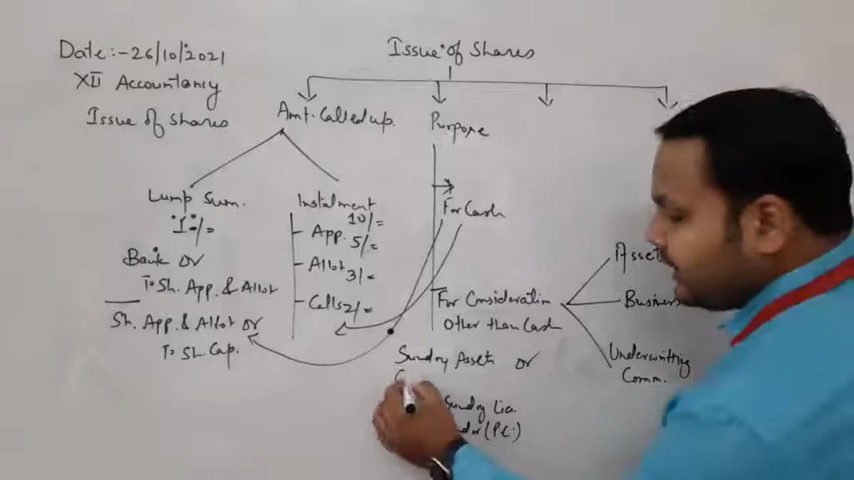 Date:-26/10/2021
XII Accountancy
Issue of Shares
Issue of Shares
Amt. Called up.
Purpose
Lump Sum.
Bank Dr
To Sh. App. & Allot
Sh. App. & Allot Dr
To Sh Cap.
Instalment
10/=
App. 5/=
Allot 3/=
Calls 2/=
For Cash
For Consideration
Other than Cash
Assets
Business
Underwriting
Comm.
Sundry Assets Dr
Sundry Lia.
(P.C.)